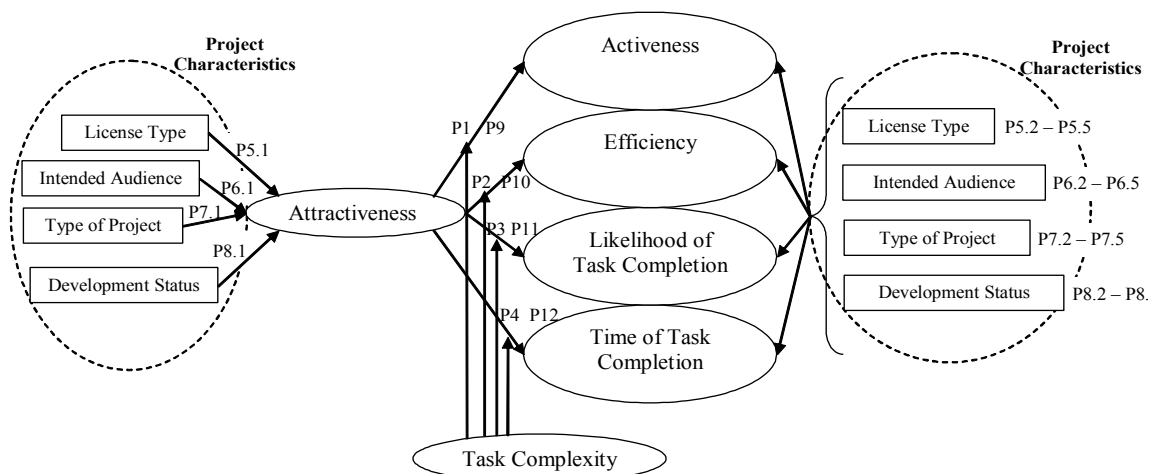 Project
Characteristics
License Type
Intended Audience
Type of Project
Development Status
P5.1
P6.1
P7.1
P8.1
Attractiveness
P1 P9
P2 P10
P3 P11
P4 P12
Activeness
Efficiency
Likelihood of
Task Completion
Time of Task
Completion
Task Complexity
Project
Characteristics
License Type
P5.2 – P5.5
Intended Audience
P6.2 – P6.5
Type of Project
P7.2 – P7.5
Development Status
P8.2 – P8.